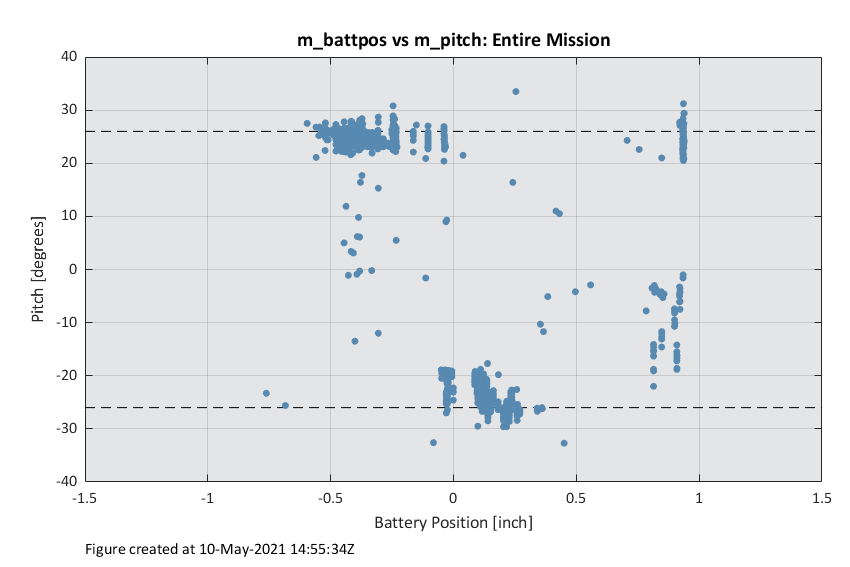 m_battpos vs m_pitch: Entire Mission
40
30
20
10
0
-10
-20
-30
-40
Pitch [degrees]
-1.5 -1 -0.5 0 0.5 1 1.5
Battery Position [inch]
Figure created at 10-May-2021 14:55:34Z